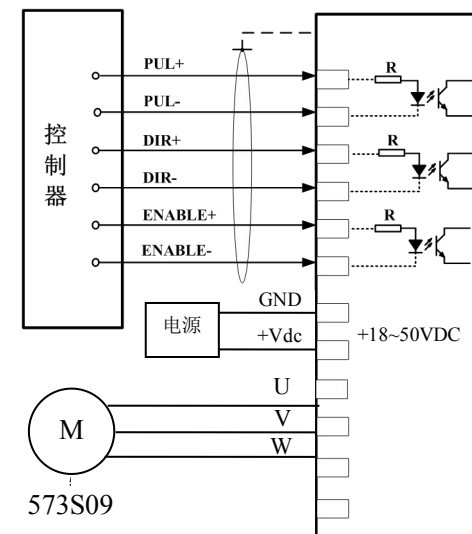 控制器
PUL+
PUL-
DIR+
DIR-
ENABLE+
ENABLE-
R
R
R
电源
GND
+Vdc
+18~50VDC
U
V
W
M
573S09